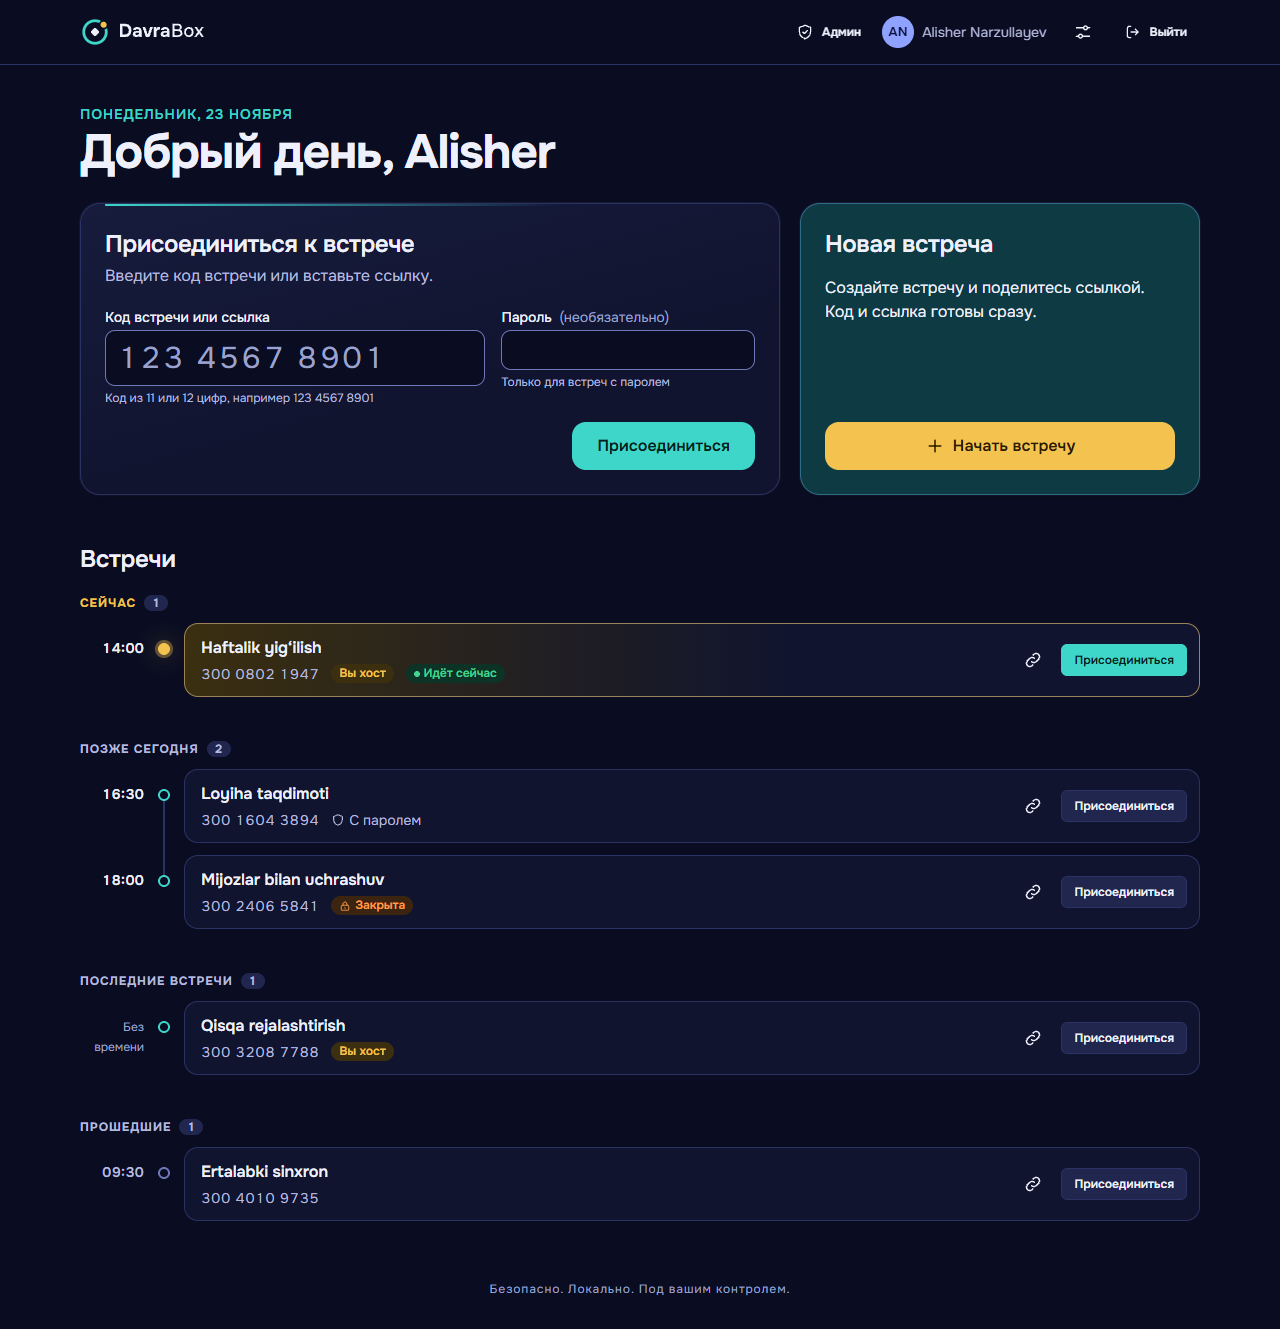 DavraBox
Админ
AN
Alisher Narzullayev
Выйти
ПОНЕДЕЛЬНИК, 23 НОЯБРЯ
Добрый день, Alisher
Присоединиться к встрече
Введите код встречи или вставьте ссылку.
Код встречи или ссылка
123 4567 8901
Код из 11 или 12 цифр, например 123 4567 8901
Пароль (необязательно)
Только для встреч с паролем
Присоединиться
Новая встреча
Создайте встречу и поделитесь ссылкой.
Код и ссылка готовы сразу.
Начать встречу
Встречи
СЕЙЧАС 1
14:00
Haftalik yig‘ilish
300 0802 1947 Вы хост Идёт сейчас
Присоединиться
ПОЗЖЕ СЕГОДНЯ 2
16:30
Loyiha taqdimoti
300 1604 3894 С паролем
Присоединиться
18:00
Mijozlar bilan uchrashuv
300 2406 5841 Закрыта
Присоединиться
ПОСЛЕДНИЕ ВСТРЕЧИ 1
Без
времени
Qisqa rejalashtirish
300 3208 7788 Вы хост
Присоединиться
ПРОШЕДШИЕ 1
09:30
Ertalabki sinxron
300 4010 9735
Присоединиться
Безопасно. Локально. Под вашим контролем.